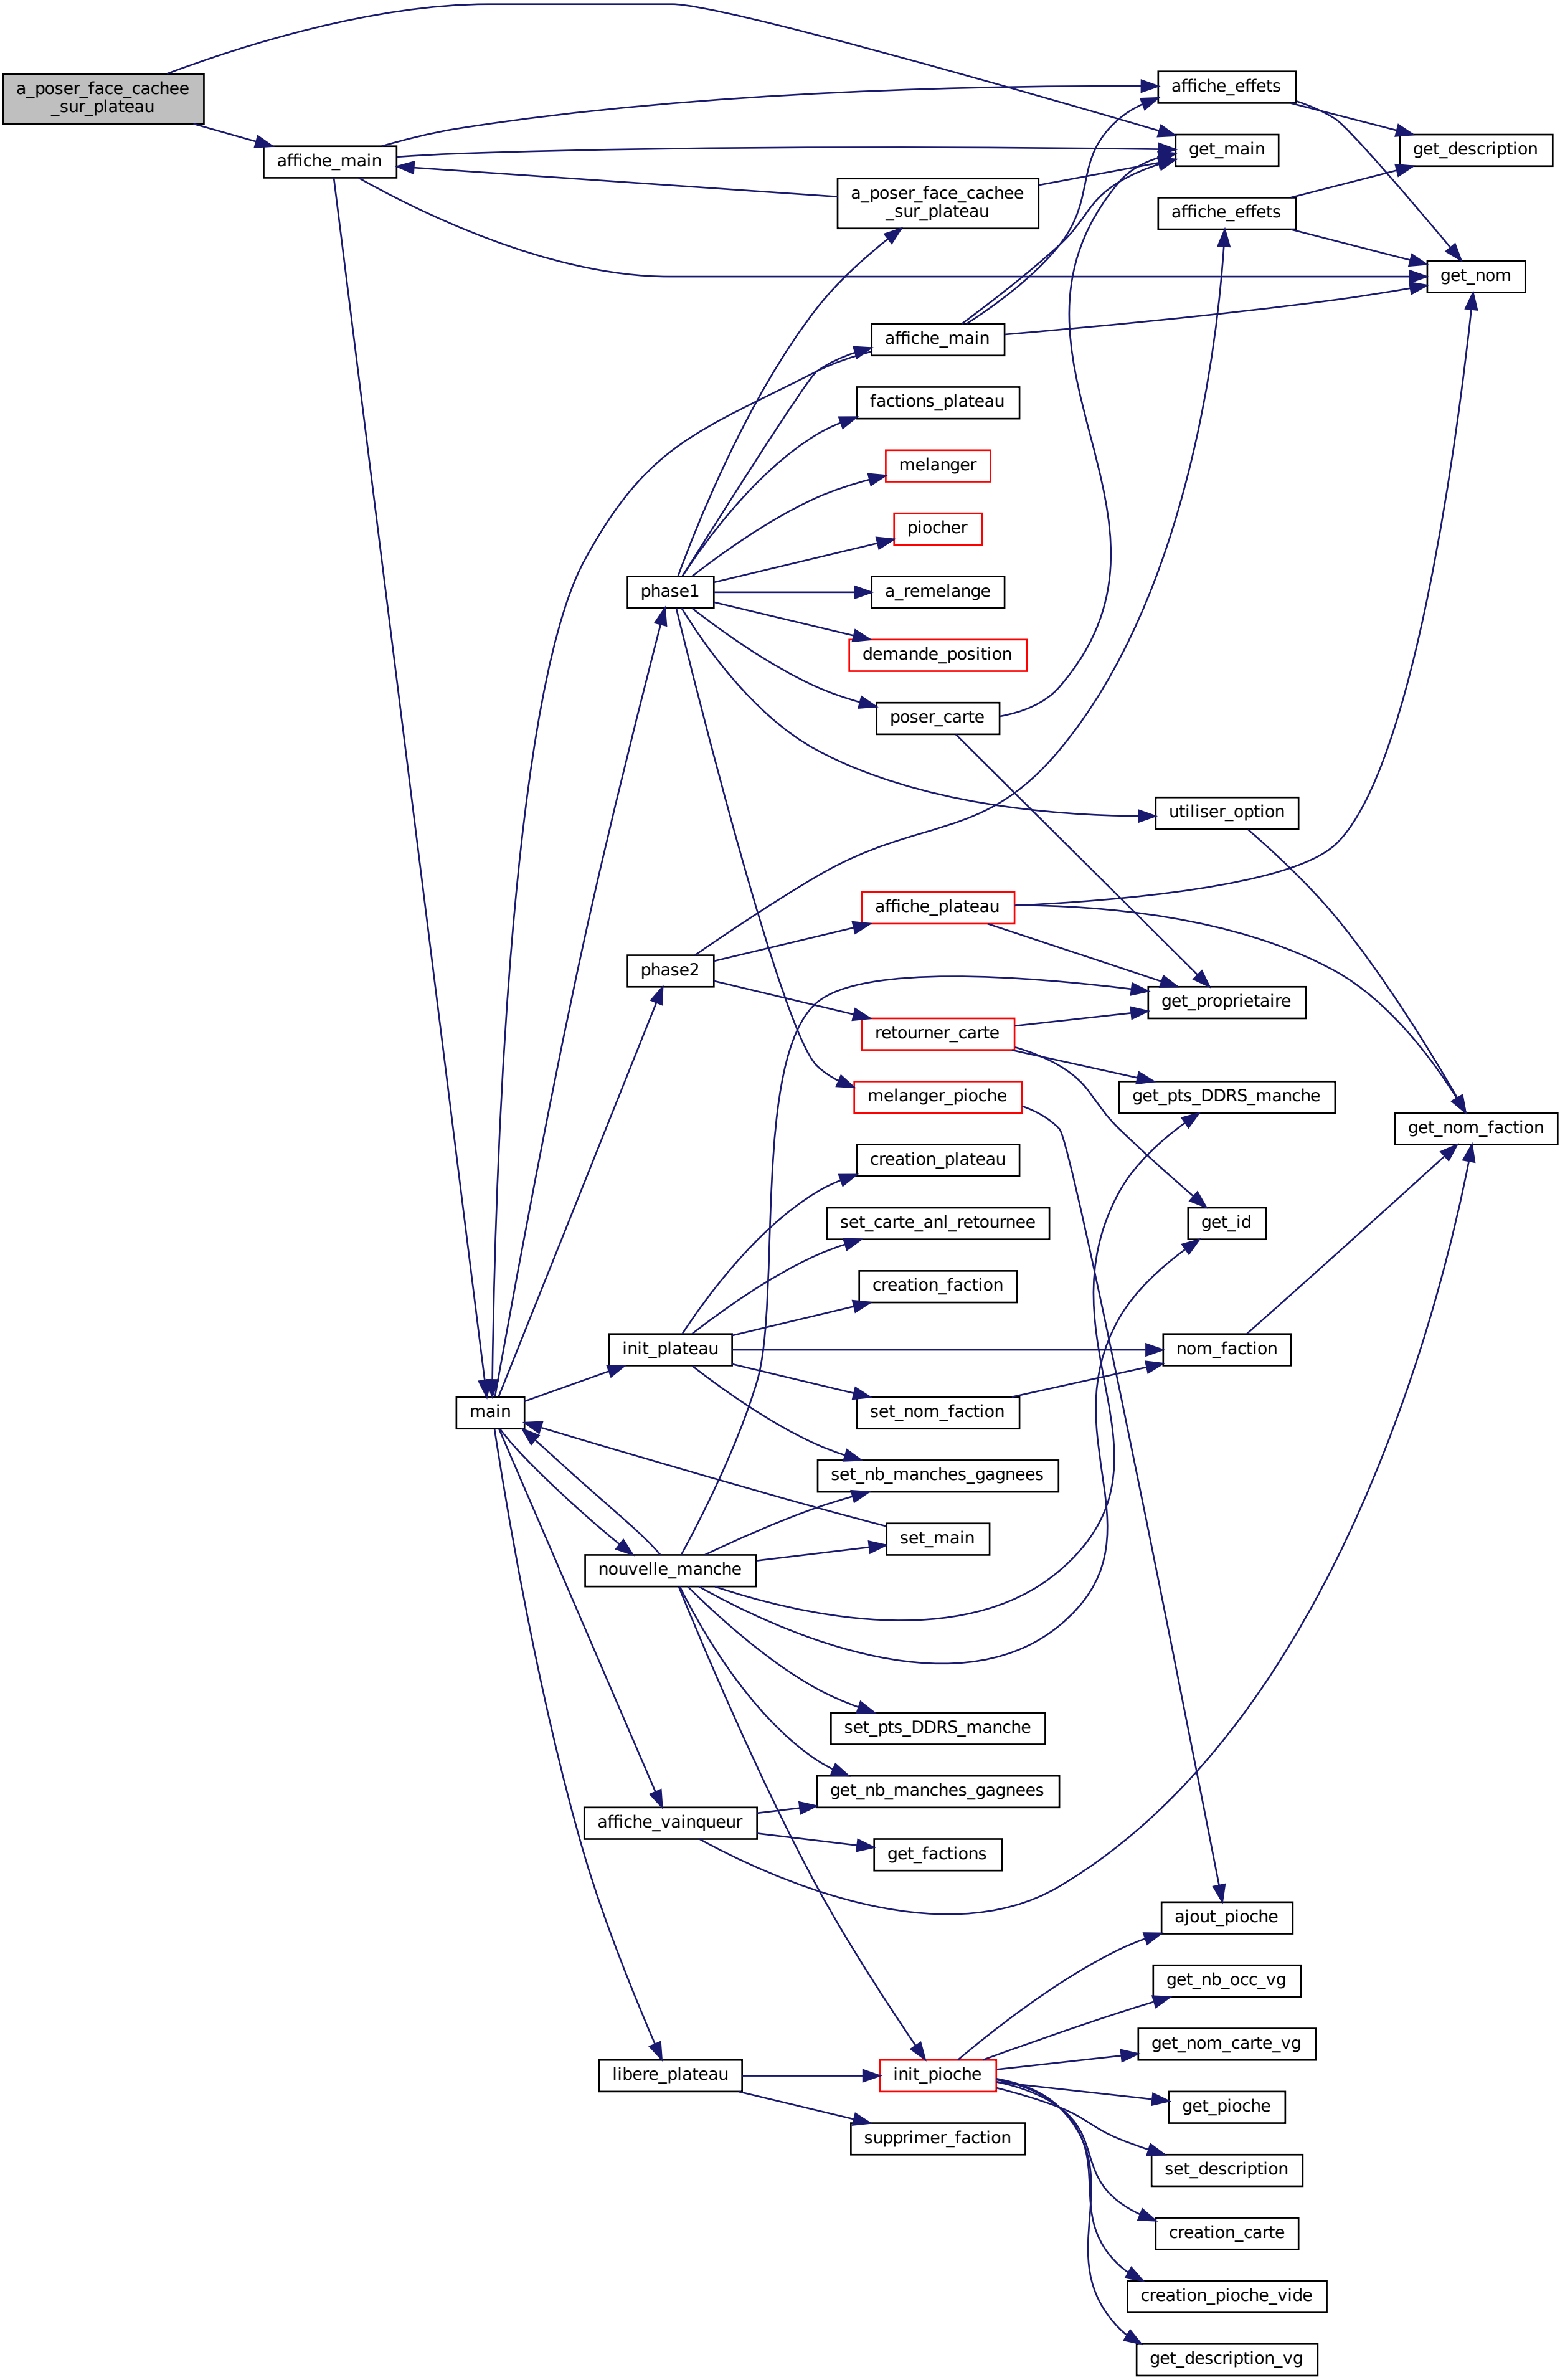 a_poser_face_cachee
_sur_plateau
affiche_main
affiche_effets
get_main
get_description
a_poser_face_cachee
_sur_plateau
affiche_effets
get_nom
affiche_main
factions_plateau
melanger
piocher
phase1
a_remelange
demande_position
poser_carte
utiliser_option
affiche_plateau
phase2
get_proprietaire
retourner_carte
melanger_pioche
get_pts_DDRS_manche
get_nom_faction
creation_plateau
set_carte_anl_retournee
get_id
creation_faction
init_plateau
nom_faction
main
set_nom_faction
set_nb_manches_gagnees
set_main
nouvelle_manche
set_pts_DDRS_manche
get_nb_manches_gagnees
affiche_vainqueur
get_factions
ajout_pioche
get_nb_occ_vg
get_nom_carte_vg
libere_plateau
init_pioche
get_pioche
supprimer_faction
set_description
creation_carte
creation_pioche_vide
get_description_vg